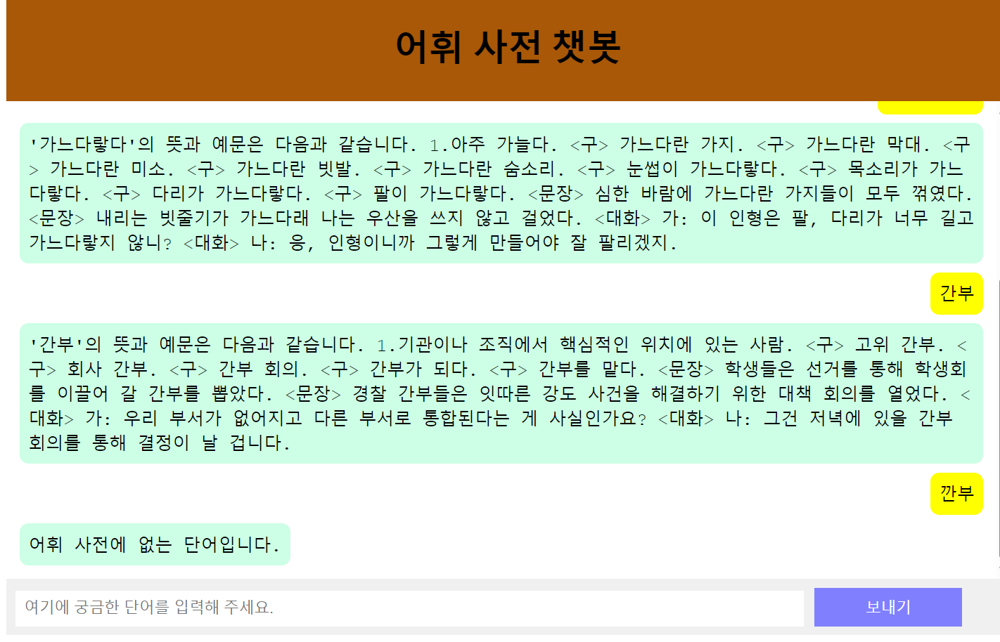 어휘 사전 챗봇
'가느다랗다'의 뜻과 예문은 다음과 같습니다. 1.아주 가늘다. <구> 가느다란 가지. <구> 가느다란 막대. <구
> 가느다란 미소. <구> 가느다란 빗발. <구> 가느다란 숨소리. <구> 눈썹이 가느다랗다. <구> 목소리가 가느
다랗다. <구> 다리가 가느다랗다. <구> 팔이 가느다랗다. <문장> 심한 바람에 가느다란 가지들이 모두 꺾였다.
<문장> 내리는 빗줄기가 가느다래 나는 우산을 쓰지 않고 걸었다. <대화> 가: 이 인형은 팔, 다리가 너무 길고
가느다랗지 않니? <대화> 나: 응, 인형이니까 그렇게 만들어야 잘 팔리겠지.
간부
'간부'의 뜻과 예문은 다음과 같습니다. 1.기관이나 조직에서 핵심적인 위치에 있는 사람. <구> 고위 간부. <
구> 회사 간부. <구> 간부 회의. <구> 간부가 되다. <구> 간부를 맡다. <문장> 학생들은 선거를 통해 학생회
를 이끌어 갈 간부를 뽑았다. <문장> 경찰 간부들은 잇따른 강도 사건을 해결하기 위한 대책 회의를 열었다. <
대화> 가: 우리 부서가 없어지고 다른 부서로 통합된다는 게 사실인가요? <대화> 나: 그건 저녁에 있을 간부
회의를 통해 결정이 날 겁니다.
깐부
어휘 사전에 없는 단어입니다.
여기에 궁금한 단어를 입력해 주세요.
보내기